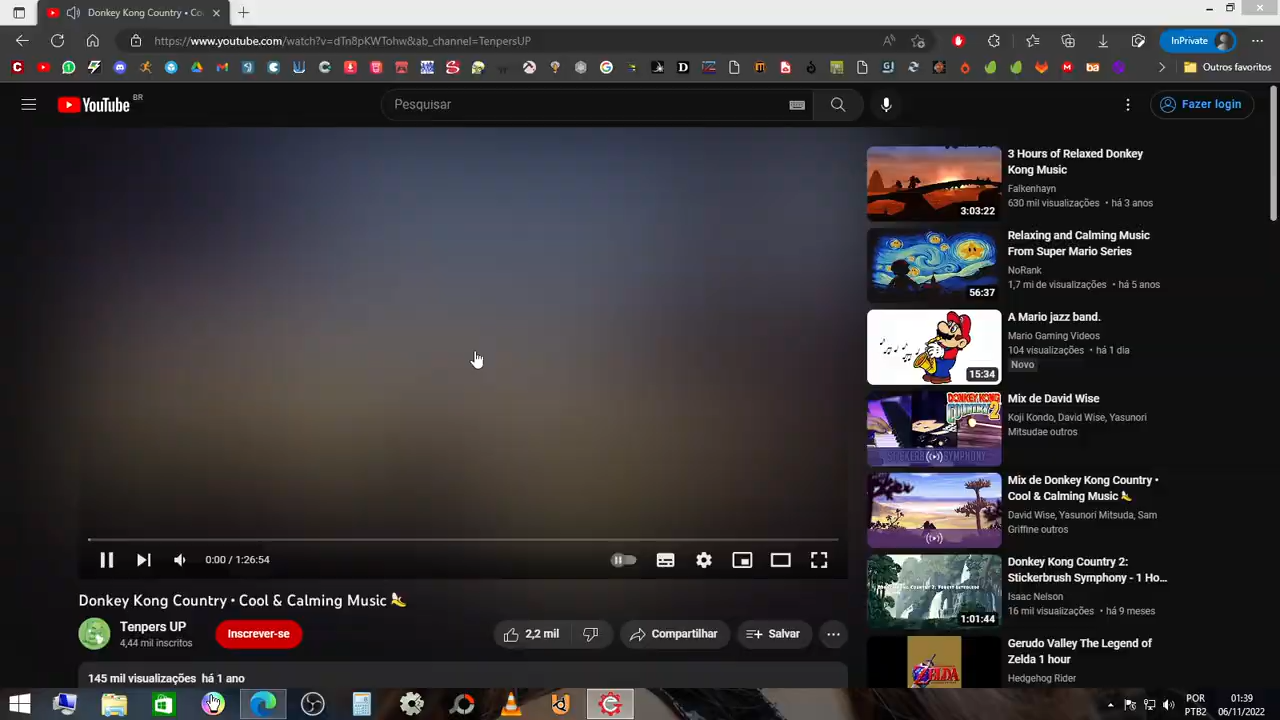 Donkey Kong Country • Co
https://www.youtube.com/watch?v=dTn8pKWTohw&ab_channel=TenpersUP
InPrivate
Outros favoritos
YouTube BR
Pesquisar
Fazer login
3 Hours of Relaxed Donkey
Kong Music
Falkenhayn
630 mil visualizações • há 3 anos
3:03:22
Relaxing and Calming Music
From Super Mario Series
NoRank
1,7 mi de visualizações • há 5 anos
56:37
A Mario jazz band.
Mario Gaming Videos
104 visualizações • há 1 dia
Novo
15:34
Mix de David Wise
Koji Kondo, David Wise, Yasunori
Mitsudae outros
DONKEY KONG
COUNTRY 2
STICKERBUSH SYMPHONY
Mix de Donkey Kong Country •
Cool & Calming Music
David Wise, Yasunori Mitsuda, Sam
Griffine outros
Donkey Kong Country 2:
Stickerbrush Symphony - 1 Ho...
Isaac Nelson
16 mil visualizações • há 9 meses
1:01:44
Gerudo Valley The Legend of
Zelda 1 hour
Hedgehog Rider
ZELDA
0:00 / 1:26:54
Donkey Kong Country • Cool & Calming Music
Tenpers UP
4,44 mil inscritos
Inscrever-se
2,2 mil
Compartilhar
Salvar
145 mil visualizações há 1 ano
POR
PTB2
01:39
06/11/2022